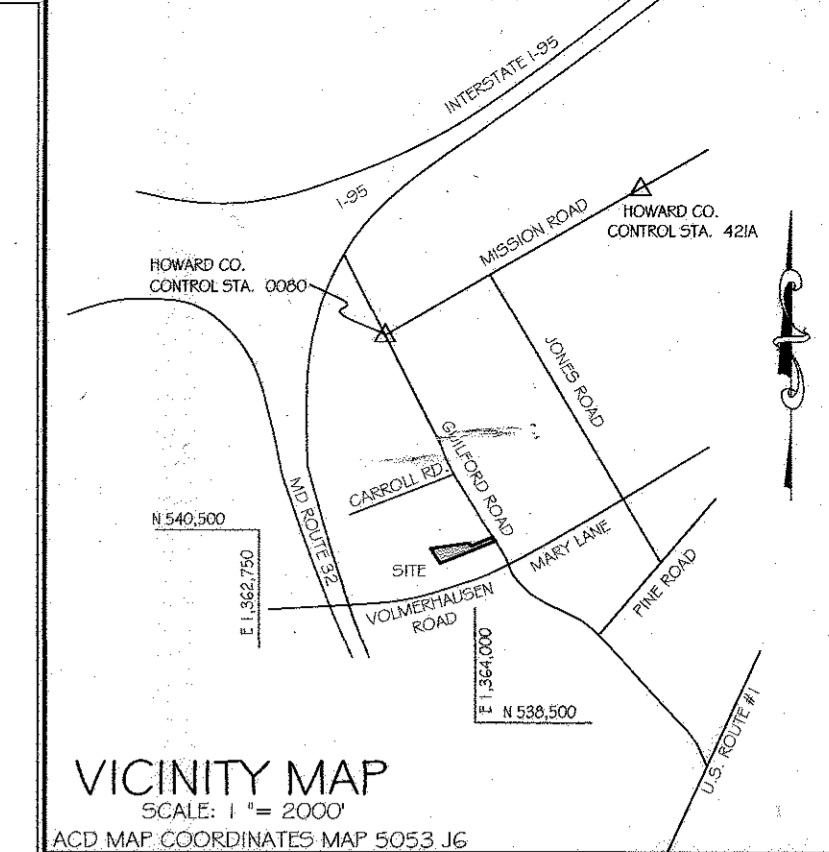 INTERSTATE I-95
I-95
HOWARD CO.
CONTROL STA. 421A
MISSION ROAD
HOWARD CO.
CONTROL STA. 0080
JONES ROAD
GUILFORD ROAD
CARROLL RD.
MD ROUTE 32
N 540,500
E 1,362,750
SITE
MARY LANE
VOLMERHAUSEN
ROAD
PINE ROAD
E 1,364,000
N 538,500
U.S. ROUTE #1
VICINITY MAP
SCALE: 1 "= 2000'
ACD MAP COORDINATES MAP 5053 J6